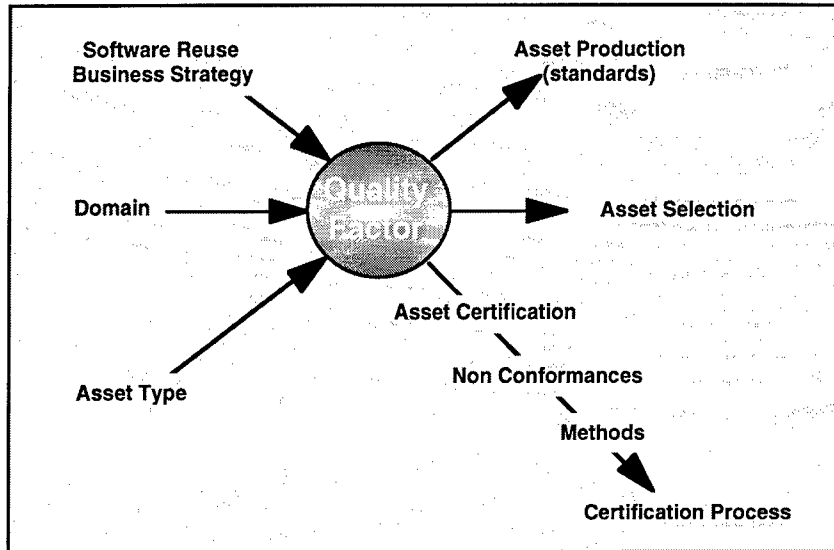 Software Reuse
Business Strategy
Asset Production
(standards)
Domain
Quality
Factor
Asset Selection
Asset Type
Asset Certification
Non Conformances
Methods
Certification Process